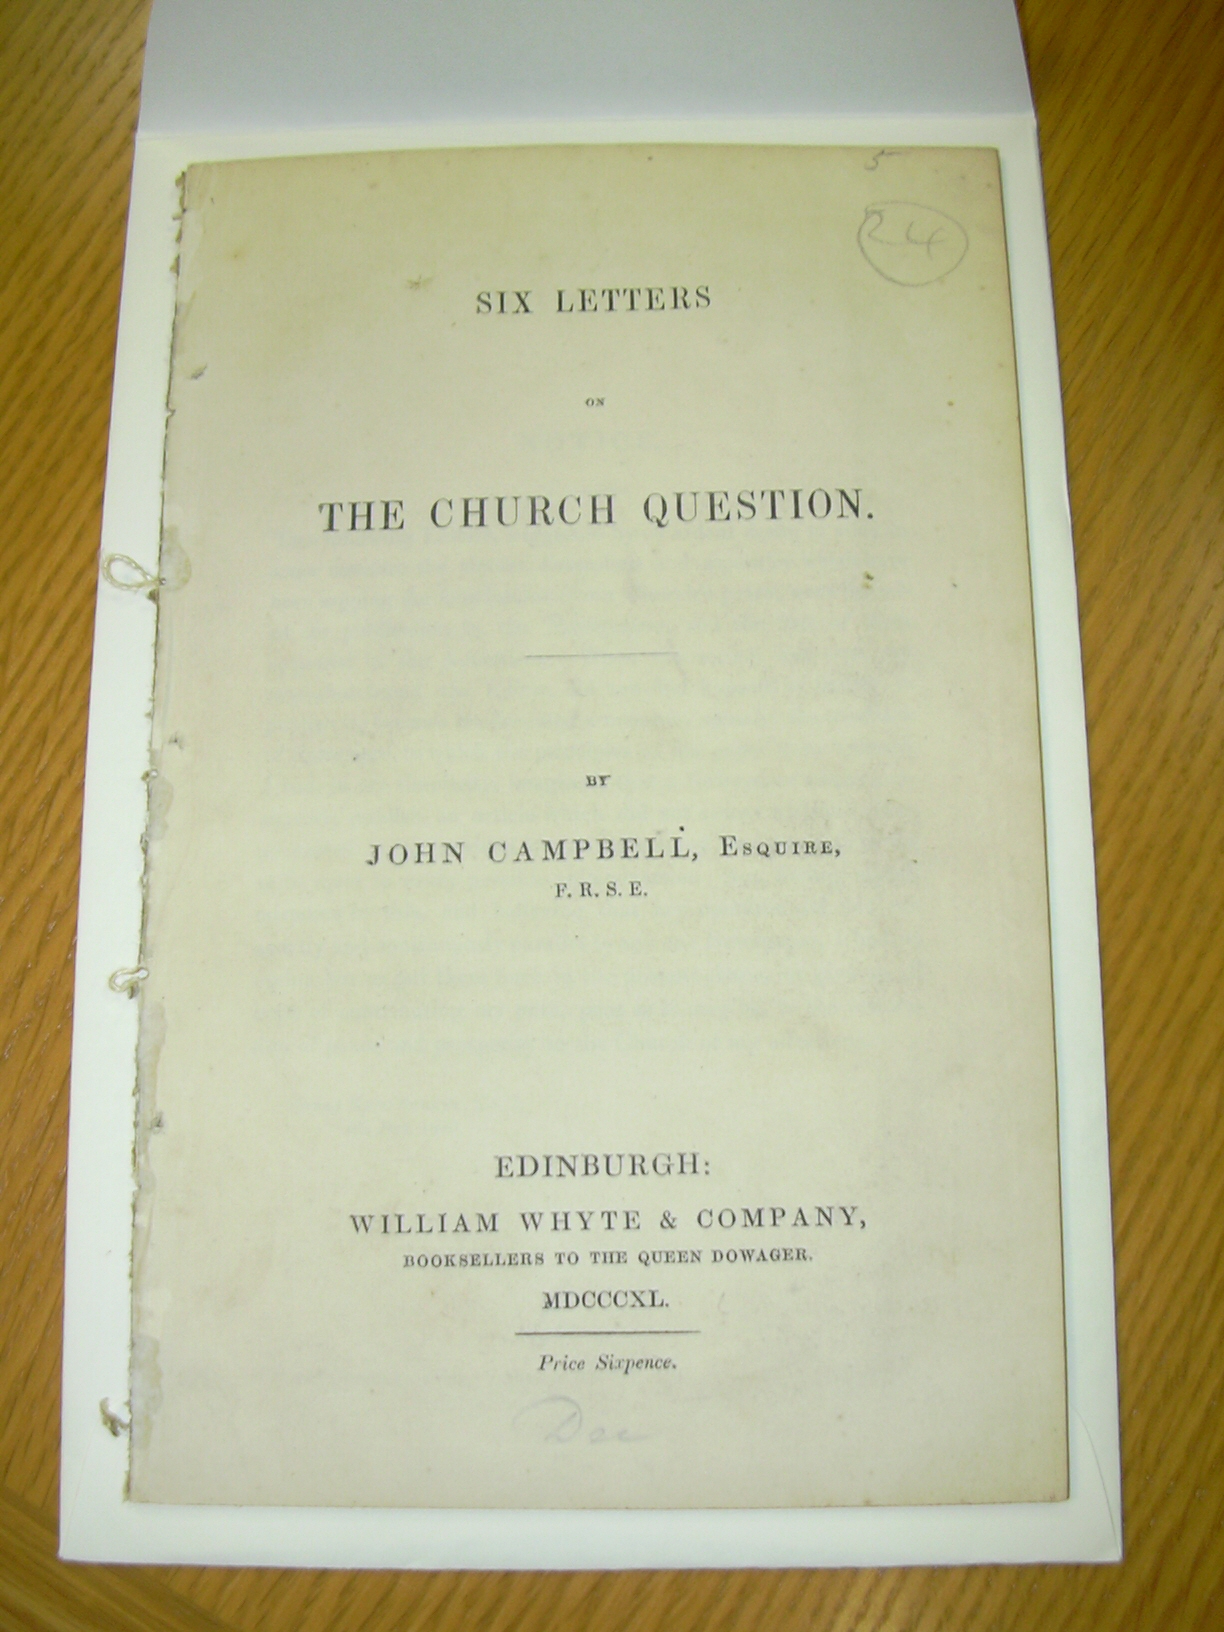 5
24
SIX LETTERS
ON
THE CHURCH QUESTION.
BY
JOHN CAMPBELL, ESQUIRE,
F. R. S. E.
EDINBURGH:
WILLIAM WHYTE & COMPANY,
BOOKSELLERS TO THE QUEEN DOWAGER.
MDCCCXL.
Price Sixpence.
Dec